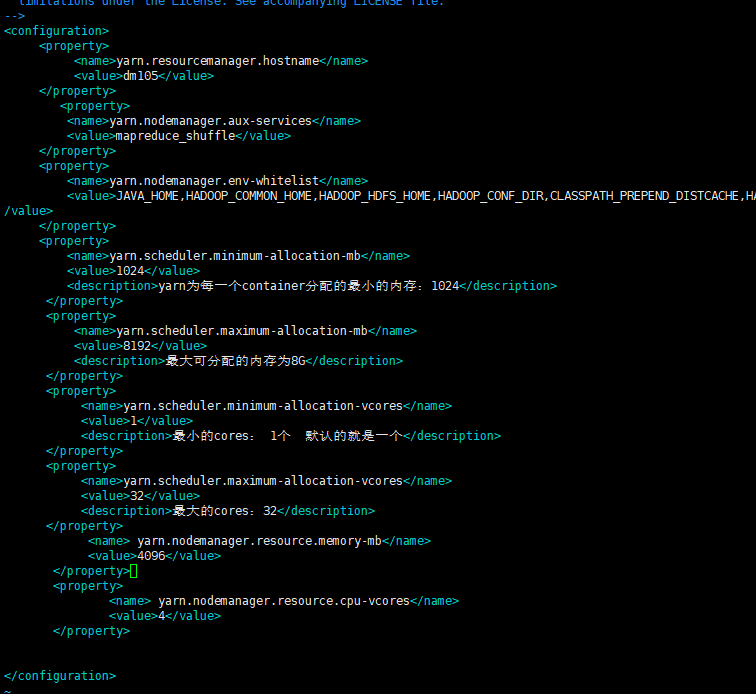 limitations under the License. See accompanying LICENSE file.
-->
<configuration>
<property>
<name>yarn.resourcemanager.hostname</name>
<value>dm105</value>
</property>
<property>
<name>yarn.nodemanager.aux-services</name>
<value>mapreduce_shuffle</value>
</property>
<property>
<name>yarn.nodemanager.env-whitelist</name>
<value>JAVA_HOME,HADOOP_COMMON_HOME,HADOOP_HDFS_HOME,HADOOP_CONF_DIR,CLASSPATH_PREPEND_DISTCACHE,HA
/value>
</property>
<property>
<name>yarn.scheduler.minimum-allocation-mb</name>
<value>1024</value>
<description>yarn为每一个container分配的最小的内存：1024</description>
</property>
<property>
<name>yarn.scheduler.maximum-allocation-mb</name>
<value>8192</value>
<description>最大可分配的内存为8G</description>
</property>
<property>
<name>yarn.scheduler.minimum-allocation-vcores</name>
<value>1</value>
<description>最小的cores： 1个  默认的就是一个</description>
</property>
<property>
<name>yarn.scheduler.maximum-allocation-vcores</name>
<value>32</value>
<description>最大的cores：32</description>
</property>
<name> yarn.nodemanager.resource.memory-mb</name>
<value>4096</value>
</property>
<property>
<name> yarn.nodemanager.resource.cpu-vcores</name>
<value>4</value>
</property>
</configuration>
~